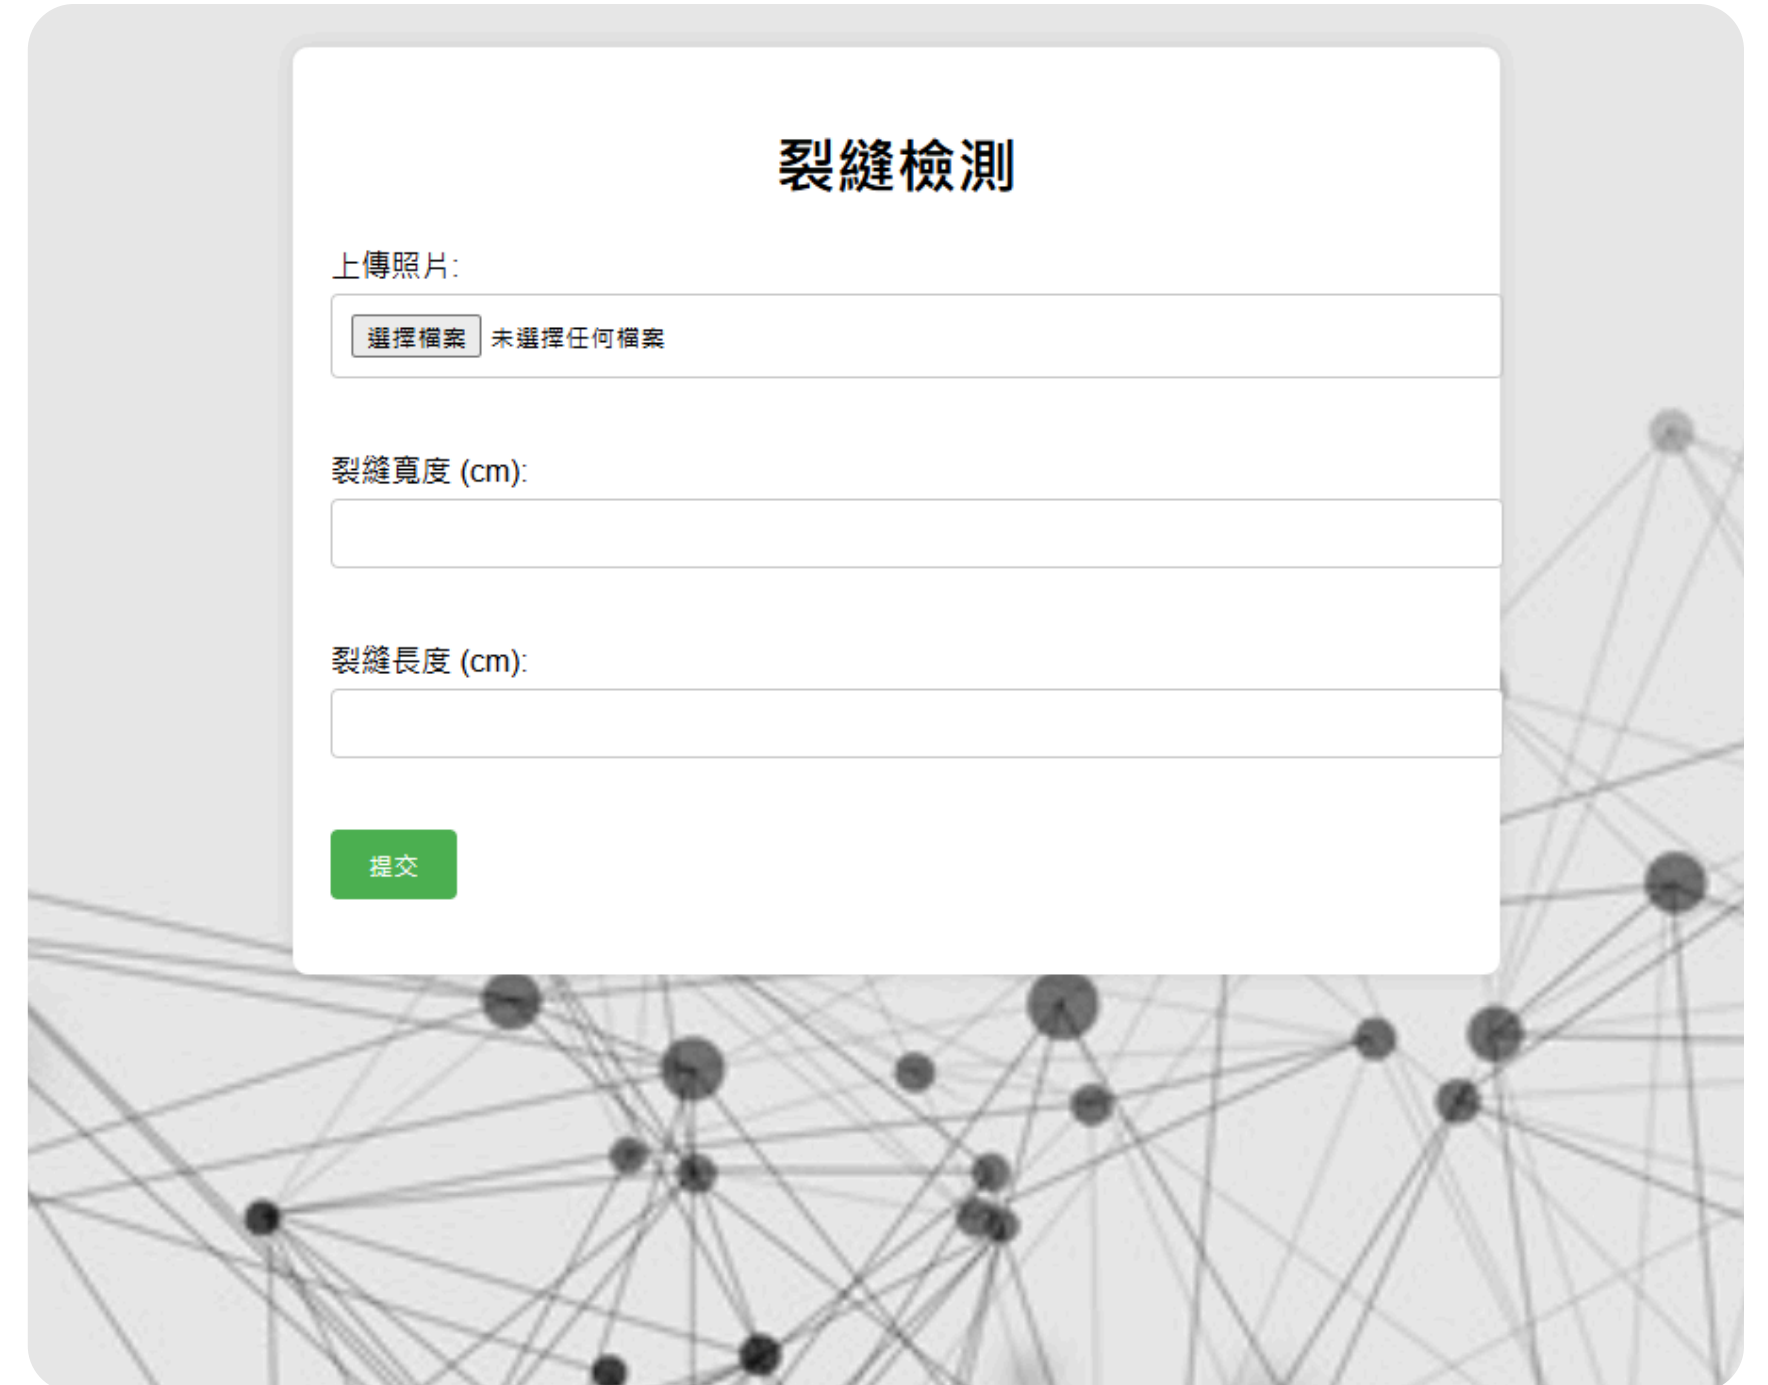 裂縫檢測
上傳照片:
選擇檔案 未選擇任何檔案
裂縫寬度 (cm):
裂縫長度 (cm):
提交